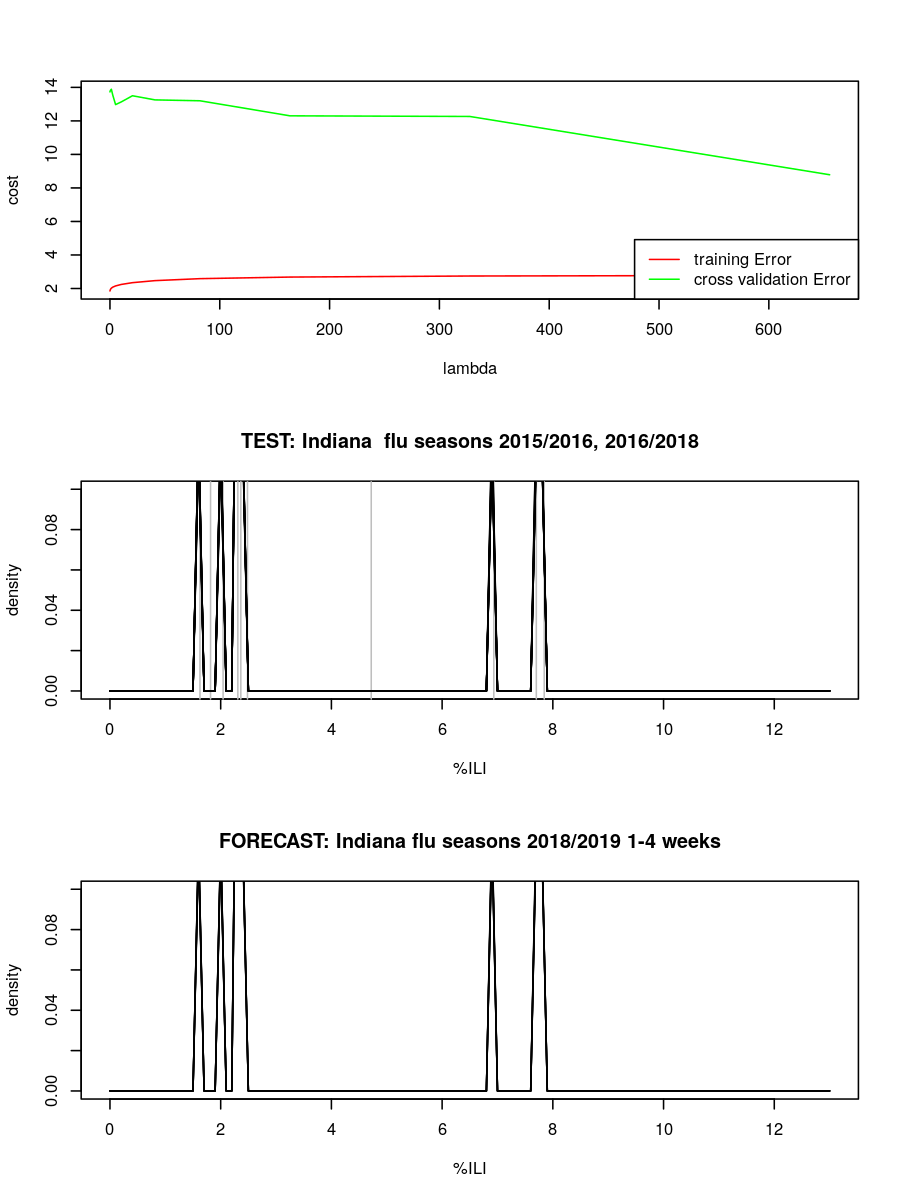 14
12
10
8
6
4
2
cost
training Error
cross validation Error
0 100 200 300 400 500 600
lambda
TEST: Indiana  flu seasons 2015/2016, 2016/2018
0.08
0.04
0.00
density
0 2 4 6 8 10 12
%ILI
FORECAST: Indiana flu seasons 2018/2019 1-4 weeks
0.08
0.04
0.00
density
0 2 4 6 8 10 12
%ILI